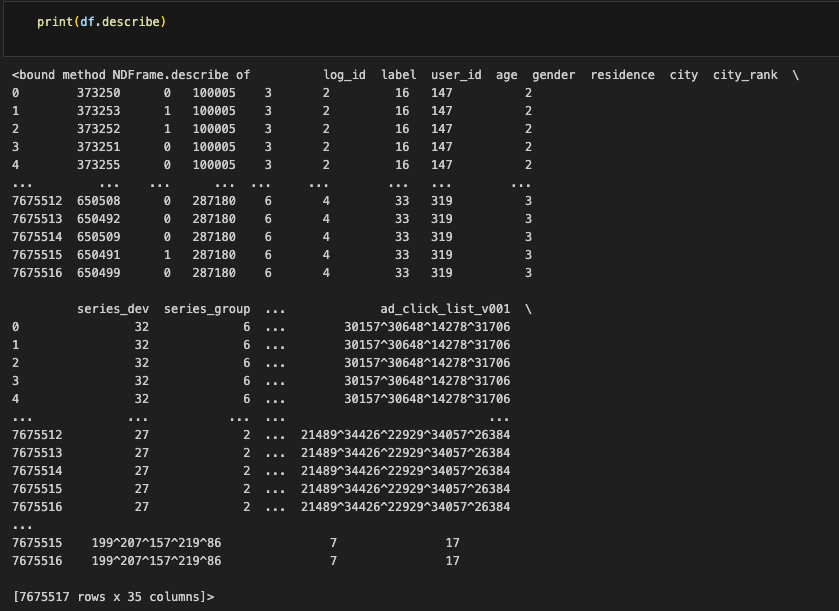 print(df.describe)
<bound method NDFrame.describe of          log_id  label  user_id  age  gender  residence  city  city_rank  \
0        373250      0   100005    3       2         16   147          2
1        373253      1   100005    3       2         16   147          2
2        373252      1   100005    3       2         16   147          2
3        373251      0   100005    3       2         16   147          2
4        373255      0   100005    3       2         16   147          2
...         ...    ...      ...  ...     ...        ...   ...        ...
7675512  650508      0   287180    6       4         33   319          3
7675513  650492      0   287180    6       4         33   319          3
7675514  650509      0   287180    6       4         33   319          3
7675515  650491      1   287180    6       4         33   319          3
7675516  650499      0   287180    6       4         33   319          3
         series_dev  series_group  ...             ad_click_list_v001  \
0                32             6  ...        30157^30648^14278^31706
1                32             6  ...        30157^30648^14278^31706
2                32             6  ...        30157^30648^14278^31706
3                32             6  ...        30157^30648^14278^31706
4                32             6  ...        30157^30648^14278^31706
...             ...           ...  ...                            ...
7675512          27             2  ...  21489^34426^22929^34057^26384
7675513          27             2  ...  21489^34426^22929^34057^26384
7675514          27             2  ...  21489^34426^22929^34057^26384
7675515          27             2  ...  21489^34426^22929^34057^26384
7675516          27             2  ...  21489^34426^22929^34057^26384
...
7675515    199^207^157^219^86               7               17
7675516    199^207^157^219^86               7               17
[7675517 rows x 35 columns]>